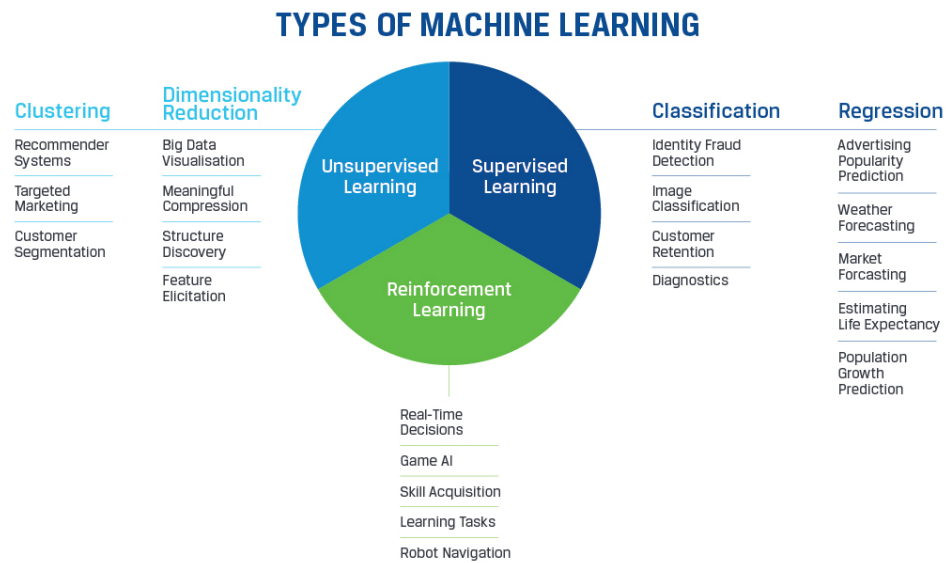 TYPES OF MACHINE LEARNING
Clustering
Recommender
Systems
Targeted
Marketing
Customer
Segmentation
Dimensionality
Reduction
Big Data
Visualisation
Meaningful
Compression
Structure
Discovery
Feature
Elicitation
Unsupervised
Learning
Supervised
Learning
Reinforcement
Learning
Classification
Identity Fraud
Detection
Image
Classification
Customer
Retention
Diagnostics
Regression
Advertising
Popularity
Prediction
Weather
Forecasting
Market
Forcasting
Estimating
Life Expectancy
Population
Growth
Prediction
Real-Time
Decisions
Game AI
Skill Acquisition
Learning Tasks
Robot Navigation